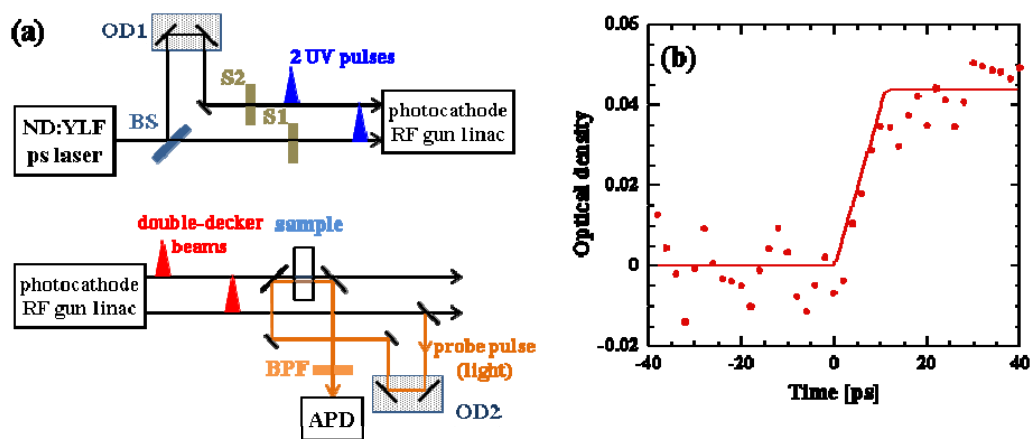 (a)
OD1
2 UV pulses
S2
S1
BS
ND:YLF
ps laser
photocathode
RF gun linac
double-decker
beams
sample
photocathode
RF gun linac
probe pulse
(light)
BPF
APD
OD2
(b)
Optical density
0.06
0.04
0.02
0
-0.02
-40
-20
0
20
40
Time [ps]